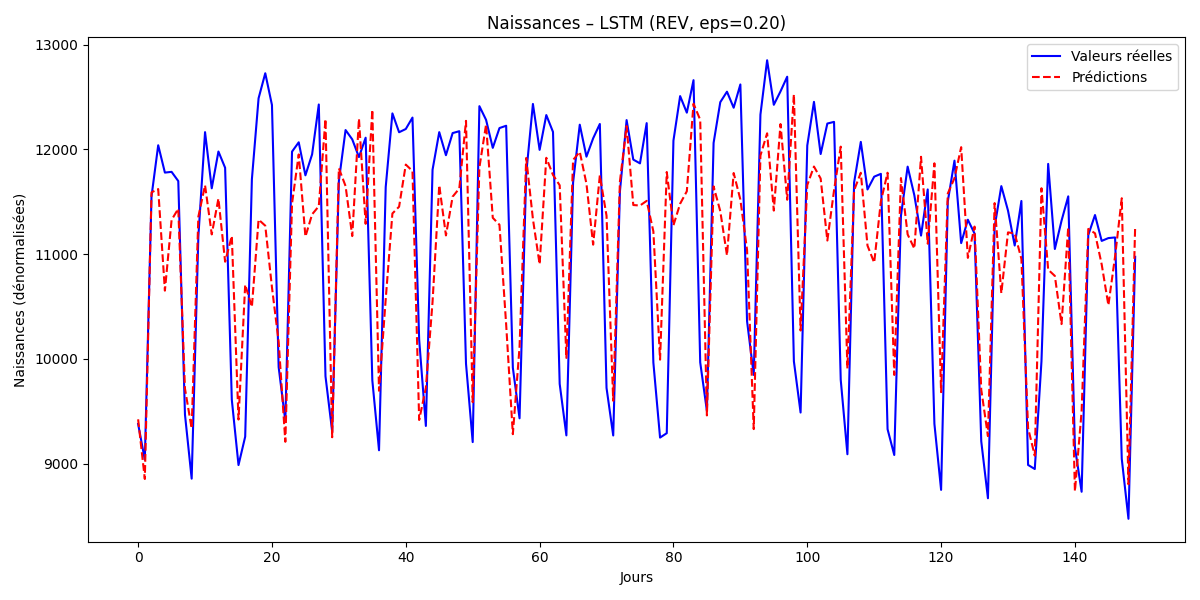 Naissances – LSTM (REV, eps=0.20)
Valeurs réelles
Prédictions
Naissances (dénormalisées)
13000
12000
11000
10000
9000
0 20 40 60 80 100 120 140
Jours